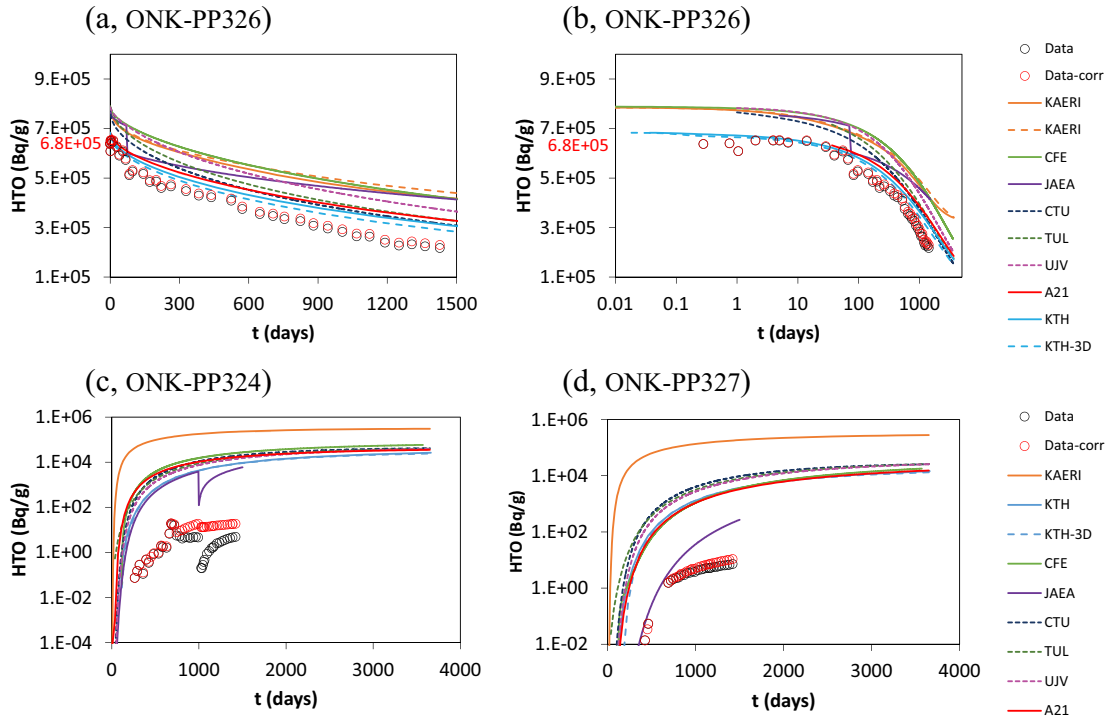 (a, ONK-PP326)
9.E+05
7.E+05
6.8E+05
5.E+05
3.E+05
1.E+05
HTO (Bq/g)
0 300 600 900 1200 1500
t (days)
(b, ONK-PP326)
9.E+05
7.E+05
6.8E+05
5.E+05
3.E+05
1.E+05
HTO (Bq/g)
0.01 0.1 1 10 100 1000
t (days)
Data
Data-corr
KAERI
KAERI
CFE
JAEA
CTU
TUL
UJV
A21
KTH
KTH-3D
(c, ONK-PP324)
1.E+06
1.E+04
1.E+02
1.E+00
1.E-02
1.E-04
HTO (Bq/g)
0 1000 2000 3000 4000
t (days)
(d, ONK-PP327)
1.E+06
1.E+04
1.E+02
1.E+00
1.E-02
HTO (Bq/g)
0 1000 2000 3000 4000
t (days)
Data
Data-corr
KAERI
KTH
KTH-3D
CFE
JAEA
CTU
TUL
UJV
A21